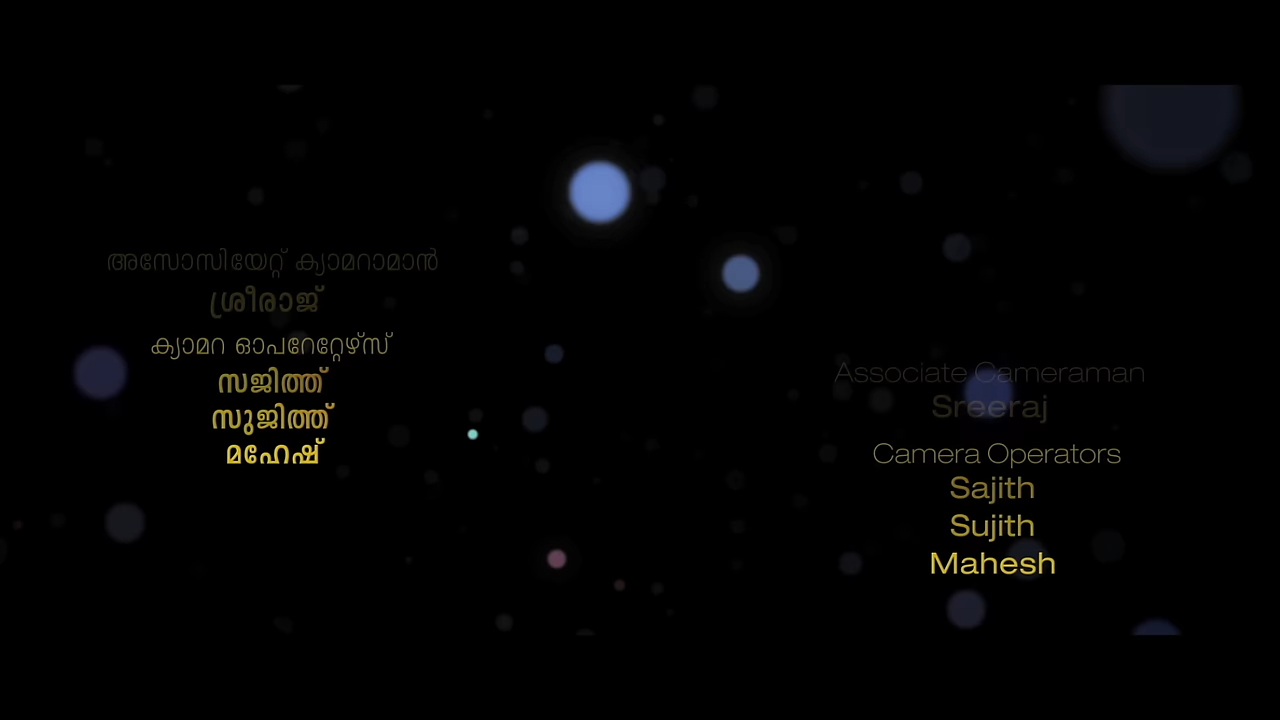 അസോസിയേറ്റ് ക്യാമറാമാൻ
ശ്രീരാജ്
ക്യാമറ ഓപറേറ്റേഴ്സ്
സജിത്ത്
സുജിത്ത്
മഹേഷ്
Associate Cameraman
Sreeraj
Camera Operators
Sajith
Sujith
Mahesh